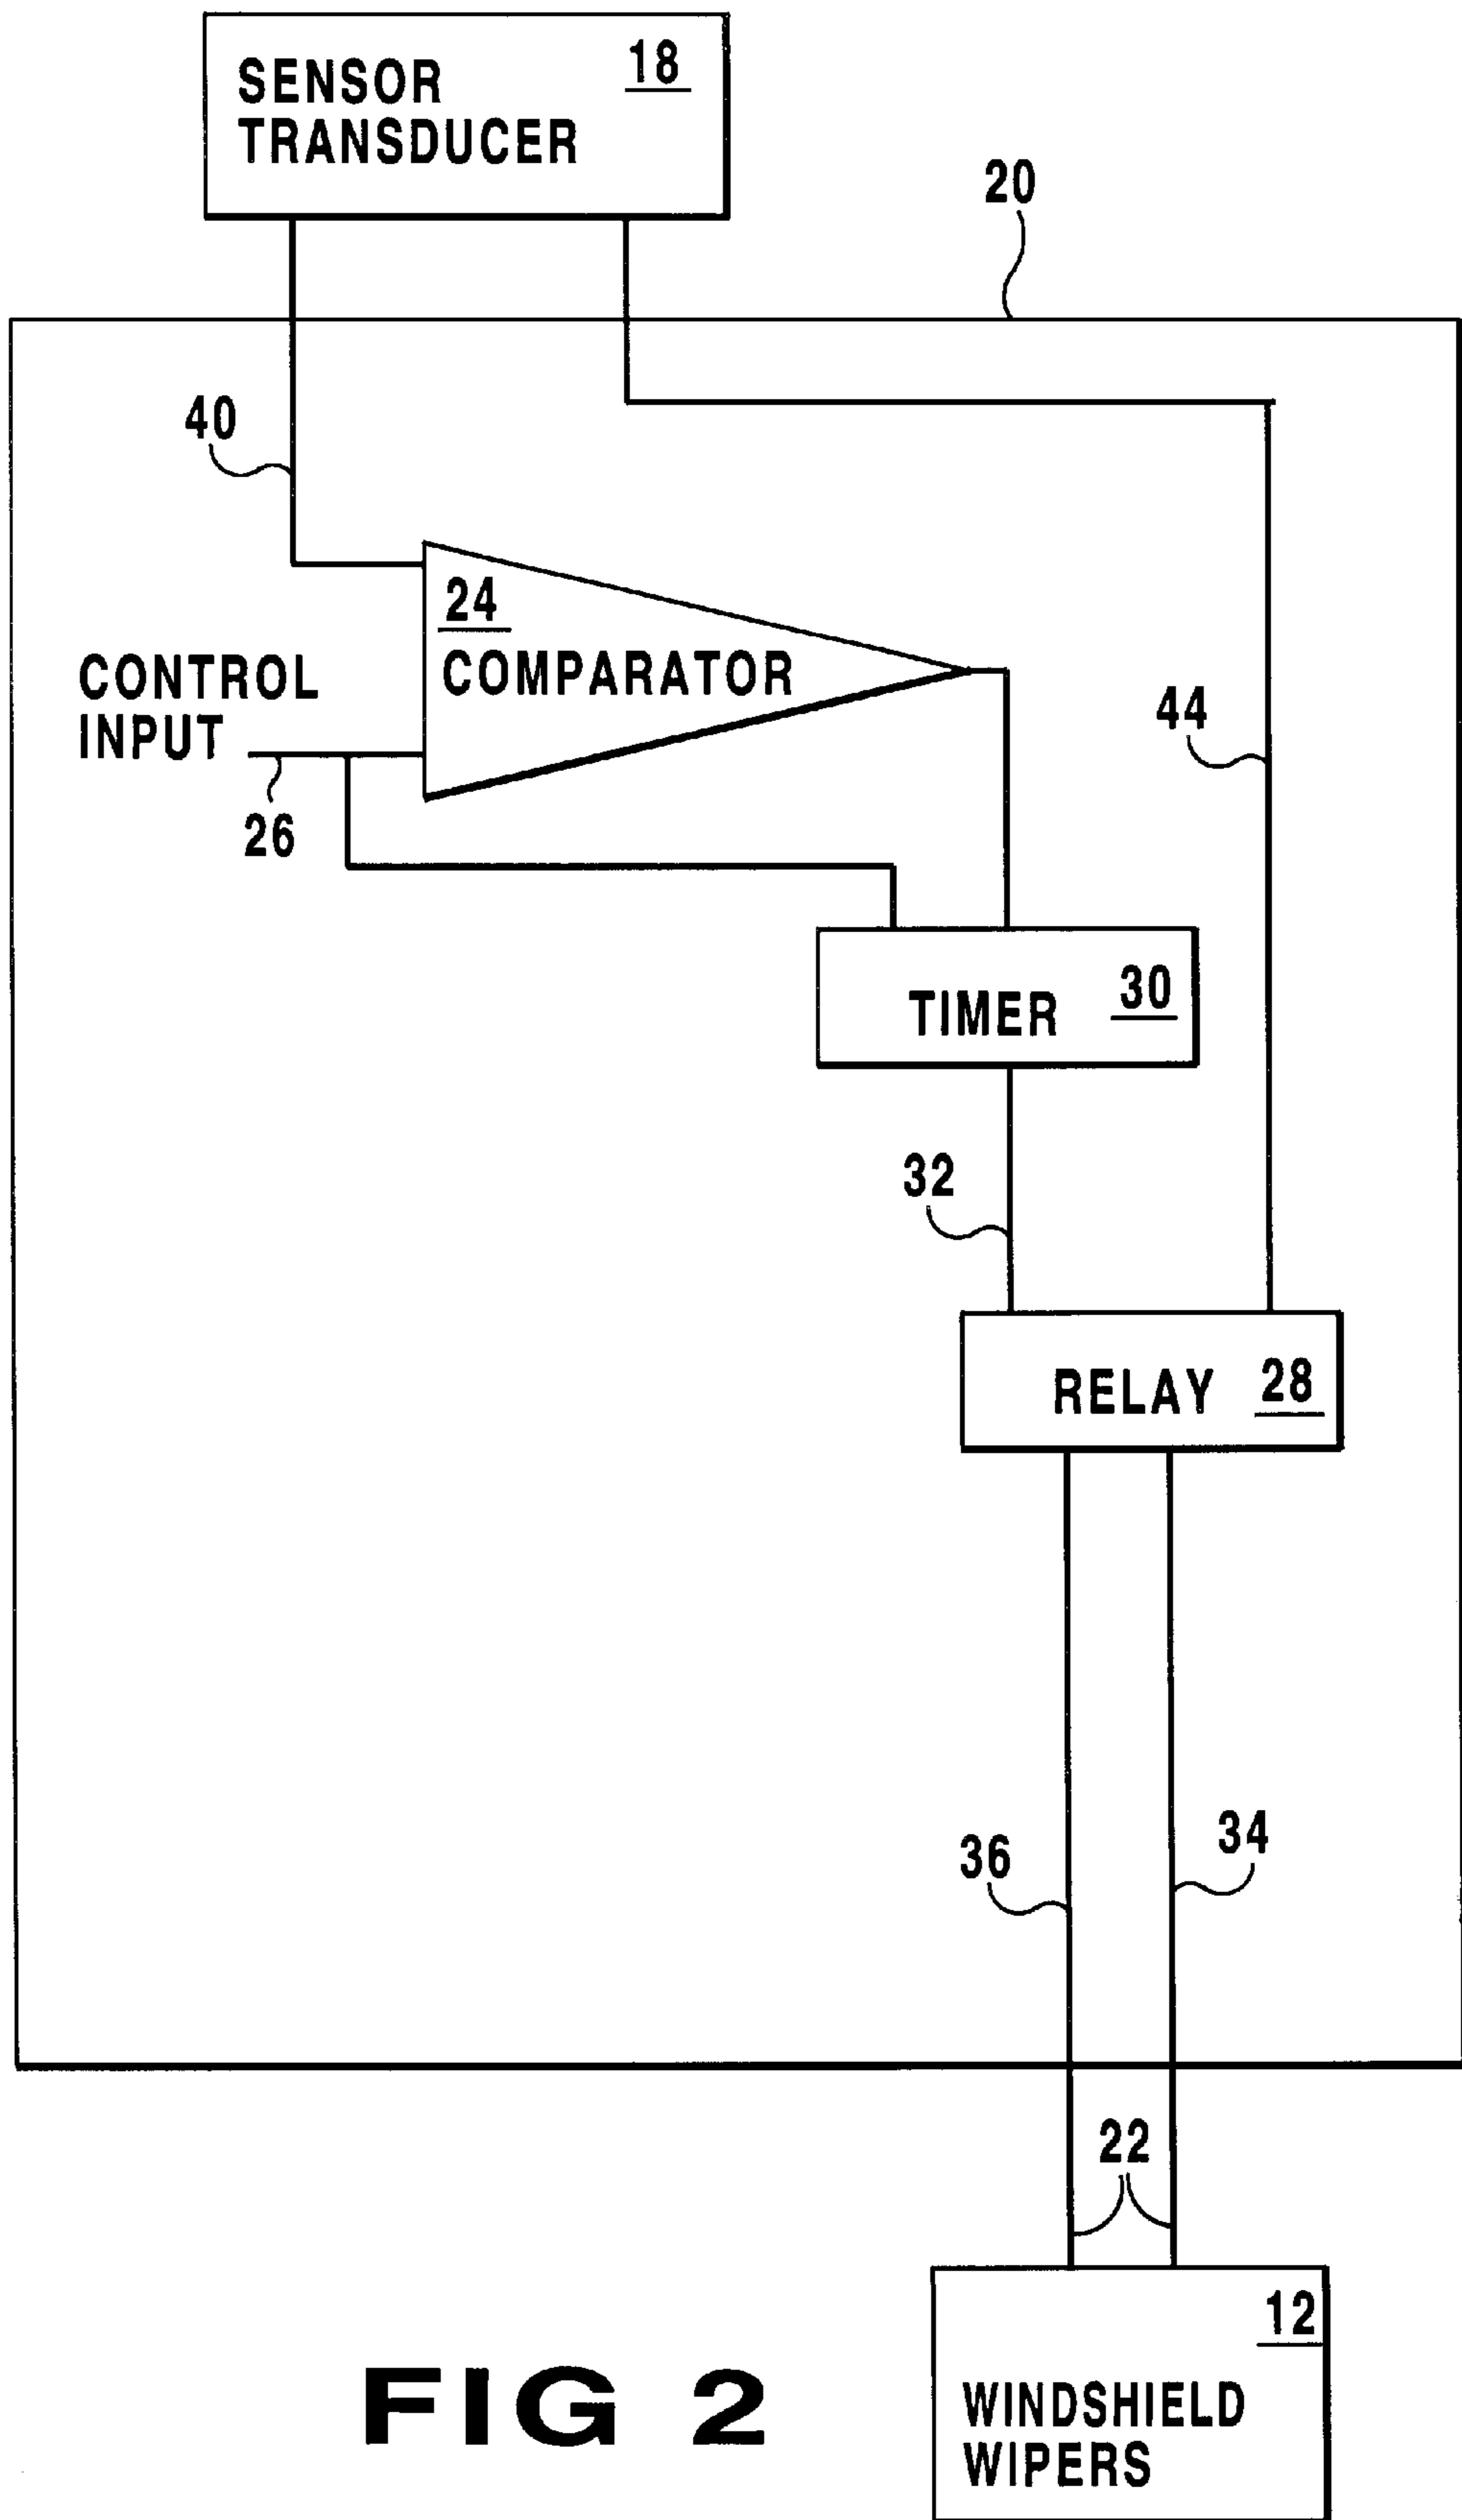 18
SENSOR
TRANSDUCER
20
40
24
COMPARATOR
CONTROL
INPUT
44
26
TIMER 30
32
RELAY 28
36
34
22
12
WINDSHIELD
WIPERS
FIG 2